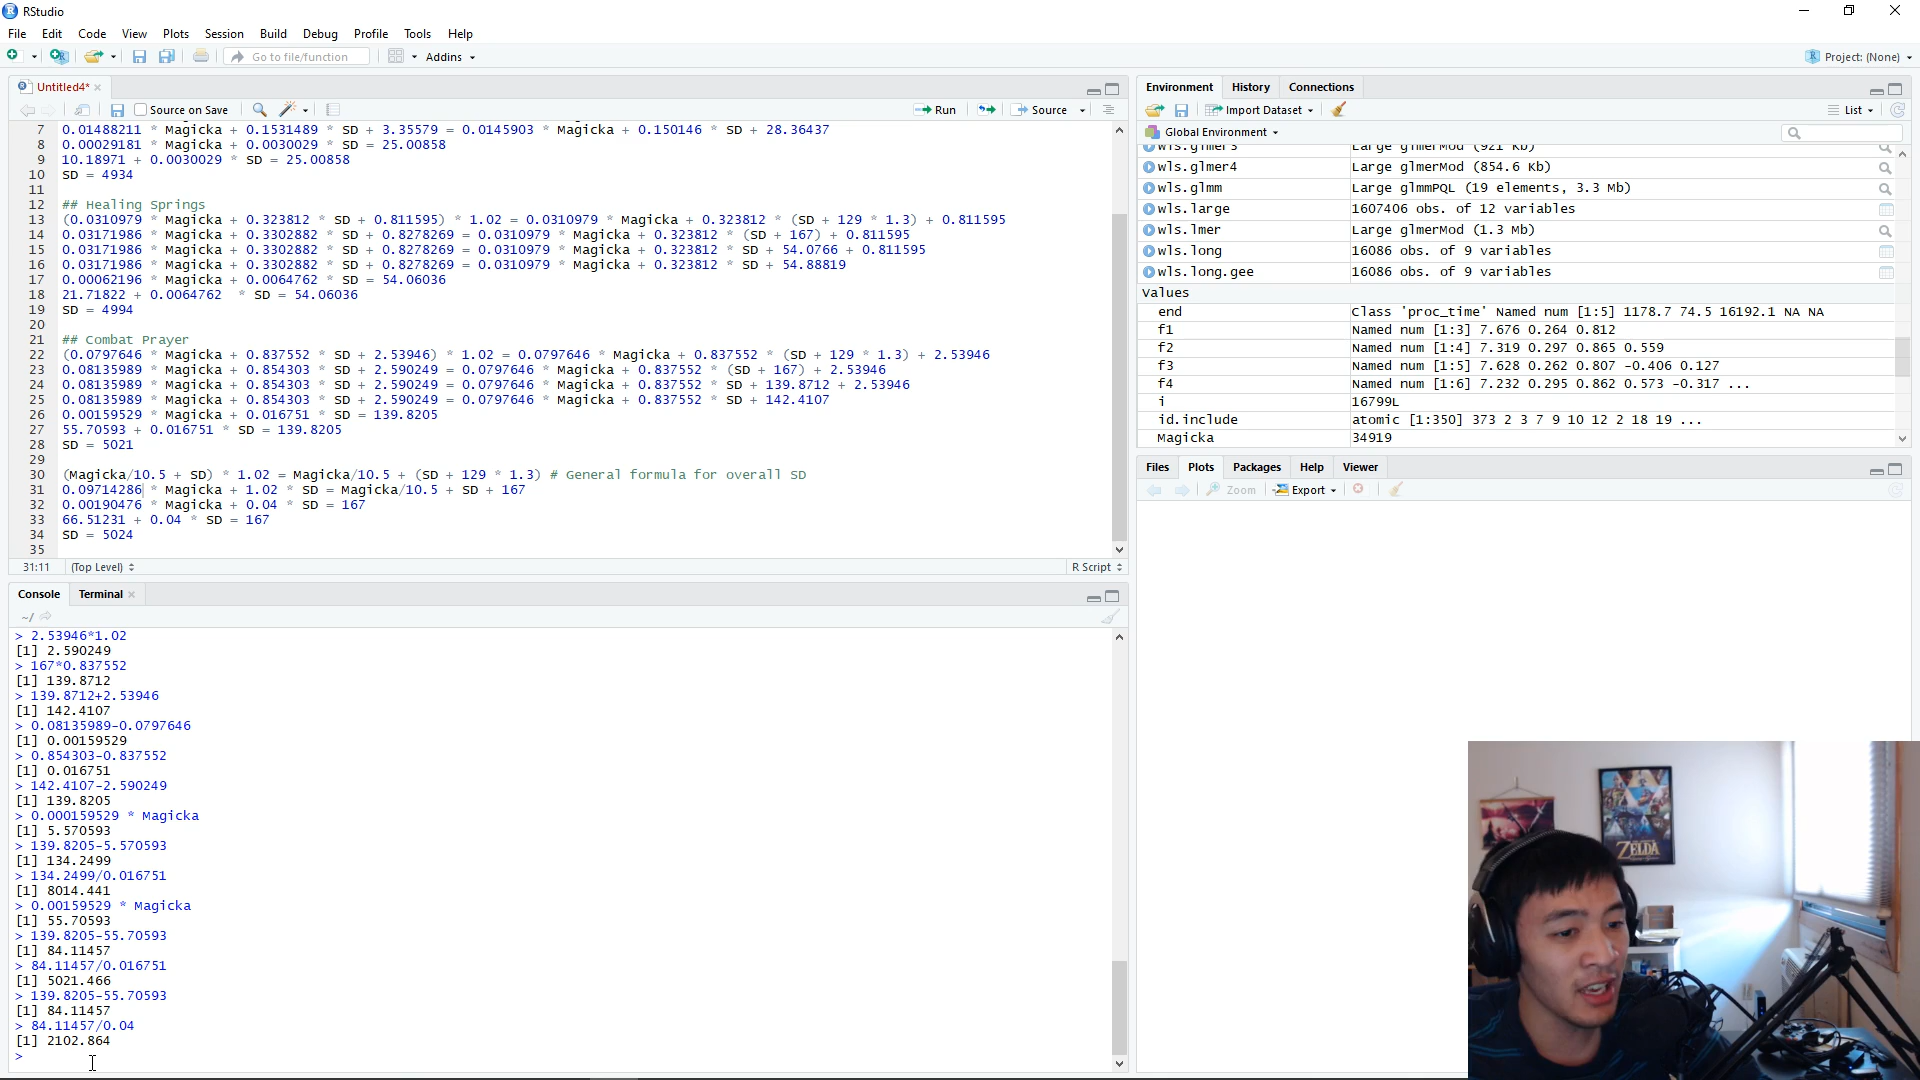 RStudio
File Edit Code View Plots Session Build Debug Profile Tools Help
Go to file/function Addins Project: (None)
Untitled4*
Source on Save Run Source
7 0.01488211 * Magicka + 0.1531489 * SD + 3.35579 = 0.0145903 * Magicka + 0.150146 * SD + 28.36437
8 0.00029181 * Magicka + 0.0030029 * SD = 25.00858
9 10.18971 + 0.0030029 * SD = 25.00858
10 SD = 4934
11
12 ## Healing Springs
13 (0.0310979 * Magicka + 0.323812 * SD + 0.811595) * 1.02 = 0.0310979 * Magicka + 0.323812 * (SD + 129 * 1.3) + 0.811595
14 0.03171986 * Magicka + 0.3302882 * SD + 0.8278269 = 0.0310979 * Magicka + 0.323812 * (SD + 167) + 0.811595
15 0.03171986 * Magicka + 0.3302882 * SD + 0.8278269 = 0.0310979 * Magicka + 0.323812 * SD + 54.0766 + 0.811595
16 0.03171986 * Magicka + 0.3302882 * SD + 0.8278269 = 0.0310979 * Magicka + 0.323812 * SD + 54.88819
17 0.00062196 * Magicka + 0.0064762 * SD = 54.06036
18 21.71822 + 0.0064762 * SD = 54.06036
19 SD = 4994
20
21 ## Combat Prayer
22 (0.0797646 * Magicka + 0.837552 * SD + 2.53946) * 1.02 = 0.0797646 * Magicka + 0.837552 * (SD + 129 * 1.3) + 2.53946
23 0.08135989 * Magicka + 0.854303 * SD + 2.590249 = 0.0797646 * Magicka + 0.837552 * (SD + 167) + 2.53946
24 0.08135989 * Magicka + 0.854303 * SD + 2.590249 = 0.0797646 * Magicka + 0.837552 * SD + 139.8712 + 2.53946
25 0.08135989 * Magicka + 0.854303 * SD + 2.590249 = 0.0797646 * Magicka + 0.837552 * SD + 142.4107
26 0.00159529 * Magicka + 0.016751 * SD = 139.8205
27 55.70593 + 0.016751 * SD = 139.8205
28 SD = 5021
29
30 (Magicka/10.5 + SD) * 1.02 = Magicka/10.5 + (SD + 129 * 1.3) # General formula for overall SD
31 0.09714286 * Magicka + 1.02 * SD = Magicka/10.5 + SD + 167
32 0.00190476 * Magicka + 0.04 * SD = 167
33 66.51231 + 0.04 * SD = 167
34 SD = 5024
35
31:11 (Top Level) R Script
Console Terminal
~/
> 2.53946*1.02
[1] 2.590249
> 167*0.837552
[1] 139.8712
> 139.8712+2.53946
[1] 142.4107
> 0.08135989-0.0797646
[1] 0.00159529
> 0.854303-0.837552
[1] 0.016751
> 142.4107-2.590249
[1] 139.8205
> 0.000159529 * Magicka
[1] 5.570593
> 139.8205-5.570593
[1] 134.2499
> 134.2499/0.016751
[1] 8014.441
> 0.00159529 * Magicka
[1] 55.70593
> 139.8205-55.70593
[1] 84.11457
> 84.11457/0.016751
[1] 5021.466
> 139.8205-55.70593
[1] 84.11457
> 84.11457/0.04
[1] 2102.864
>
Environment History Connections
Import Dataset List
Global Environment
wls.glmer3 Large glmerMod (921 Kb)
wls.glmer4 Large glmerMod (854.6 Kb)
wls.glmm Large glmmPQL (19 elements, 3.3 Mb)
wls.large 1607406 obs. of 12 variables
wls.lmer Large glmerMod (1.3 Mb)
wls.long 16086 obs. of 9 variables
wls.long.gee 16086 obs. of 9 variables
Values
end Class 'proc_time' Named num [1:5] 1178.7 74.5 16192.1 NA NA
f1 Named num [1:3] 7.676 0.264 0.812
f2 Named num [1:4] 7.319 0.297 0.865 0.559
f3 Named num [1:5] 7.628 0.262 0.807 -0.406 0.127
f4 Named num [1:6] 7.232 0.295 0.862 0.573 -0.317 ...
i 16799L
id.include atomic [1:350] 373 2 3 7 9 10 12 2 18 19 ...
Magicka 34919
Files Plots Packages Help Viewer
Zoom Export
ZELDA